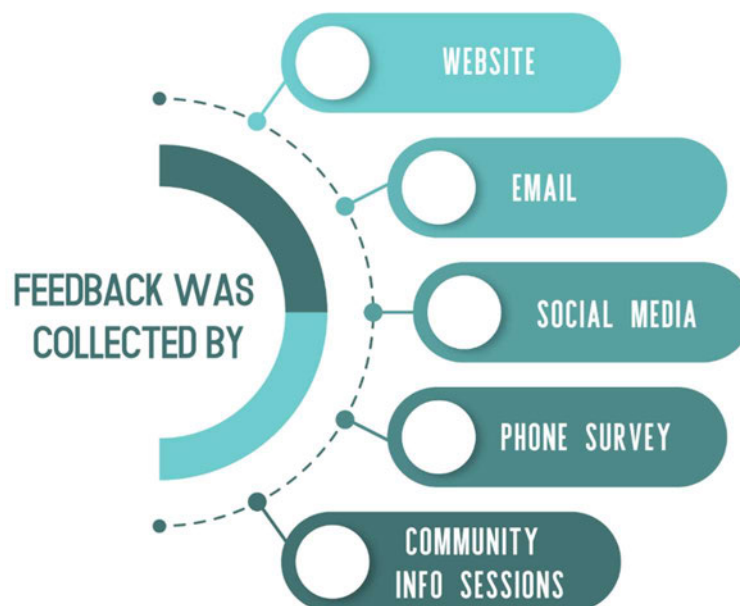 FEEDBACK WAS
COLLECTED BY
WEBSITE
EMAIL
SOCIAL MEDIA
PHONE SURVEY
COMMUNITY
INFO SESSIONS